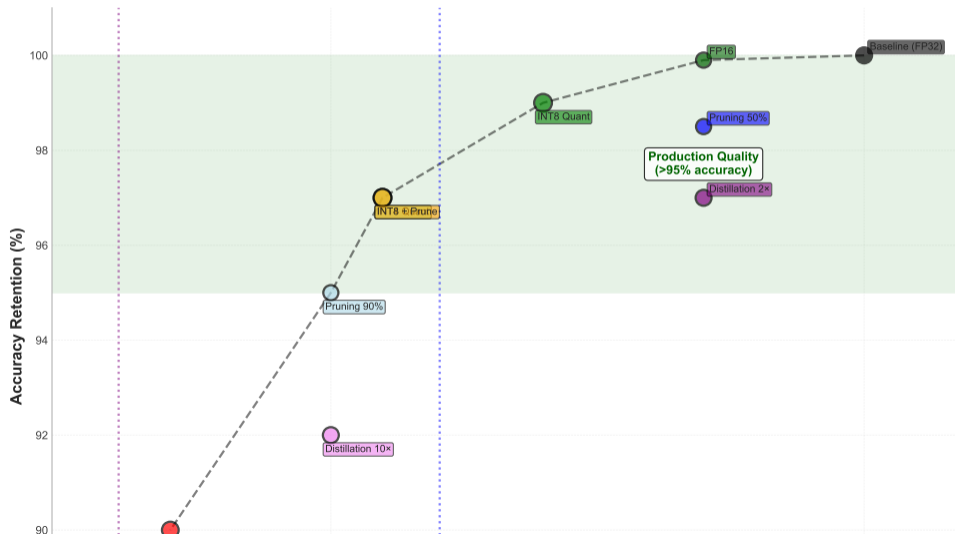 100
98
96
94
92
90
Accuracy Retention (%)
Baseline (FP32)
FP16
INT8 Quant
Pruning 50%
Production Quality
(>95% accuracy)
Distillation 2×
INT8 + Prune
Pruning 90%
Distillation 10×